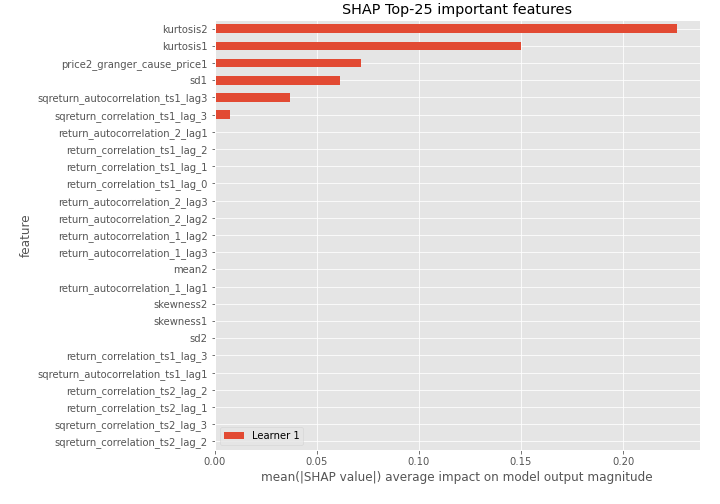 SHAP Top-25 important features
kurtosis2
kurtosis1
price2_granger_cause_price1
sd1
sqreturn_autocorrelation_ts1_lag3
sqreturn_correlation_ts1_lag_3
return_autocorrelation_2_lag1
return_correlation_ts1_lag_2
return_correlation_ts1_lag_1
return_correlation_ts1_lag_0
return_autocorrelation_2_lag3
return_autocorrelation_2_lag2
return_autocorrelation_1_lag2
return_autocorrelation_1_lag3
mean2
return_autocorrelation_1_lag1
skewness2
skewness1
sd2
return_correlation_ts1_lag_3
sqreturn_autocorrelation_ts1_lag1
return_correlation_ts2_lag_2
return_correlation_ts2_lag_1
sqreturn_correlation_ts2_lag_3
sqreturn_correlation_ts2_lag_2
feature
Learner 1
0.00 0.05 0.10 0.15 0.20
mean(|SHAP value|) average impact on model output magnitude